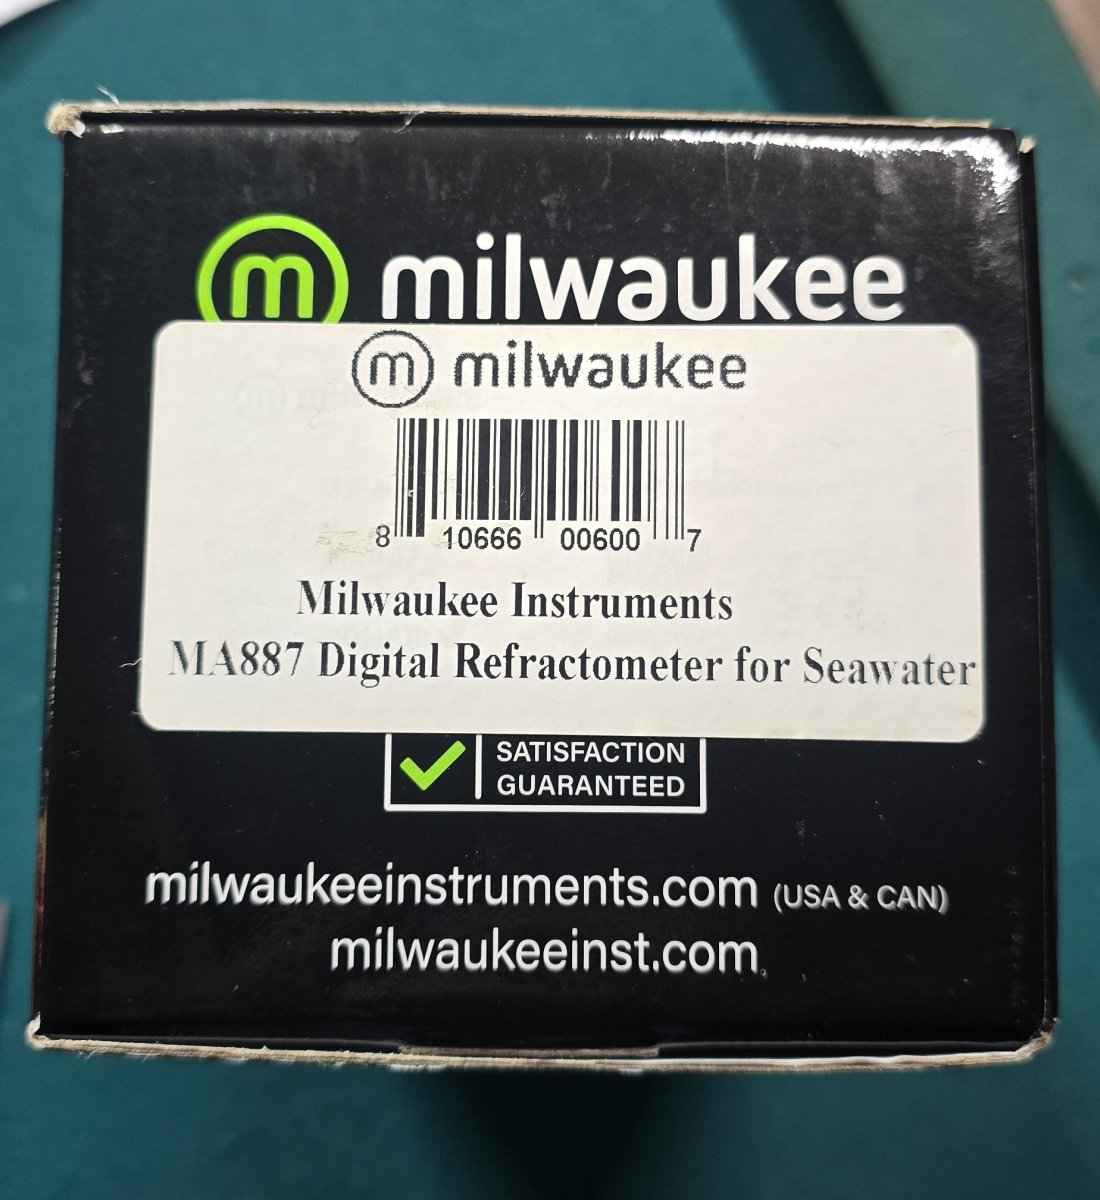 m milwaukee
m milwaukee
8 10666 00600 7
Milwaukee Instruments
MA887 Digital Refractometer for Seawater
SATISFACTION
GUARANTEED
milwaukeeinstruments.com (USA & CAN)
milwaukeeinst.com